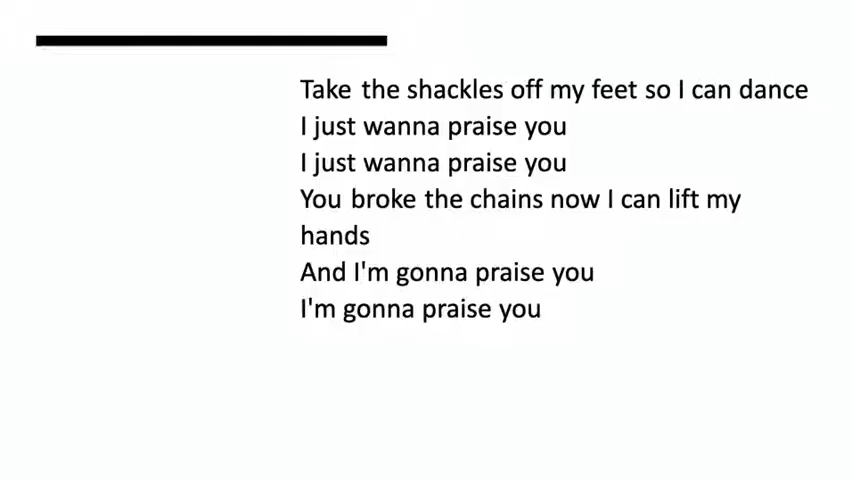 Take the shackles off my feet so I can dance
I just wanna praise you
I just wanna praise you
You broke the chains now I can lift my
hands
And I'm gonna praise you
I'm gonna praise you